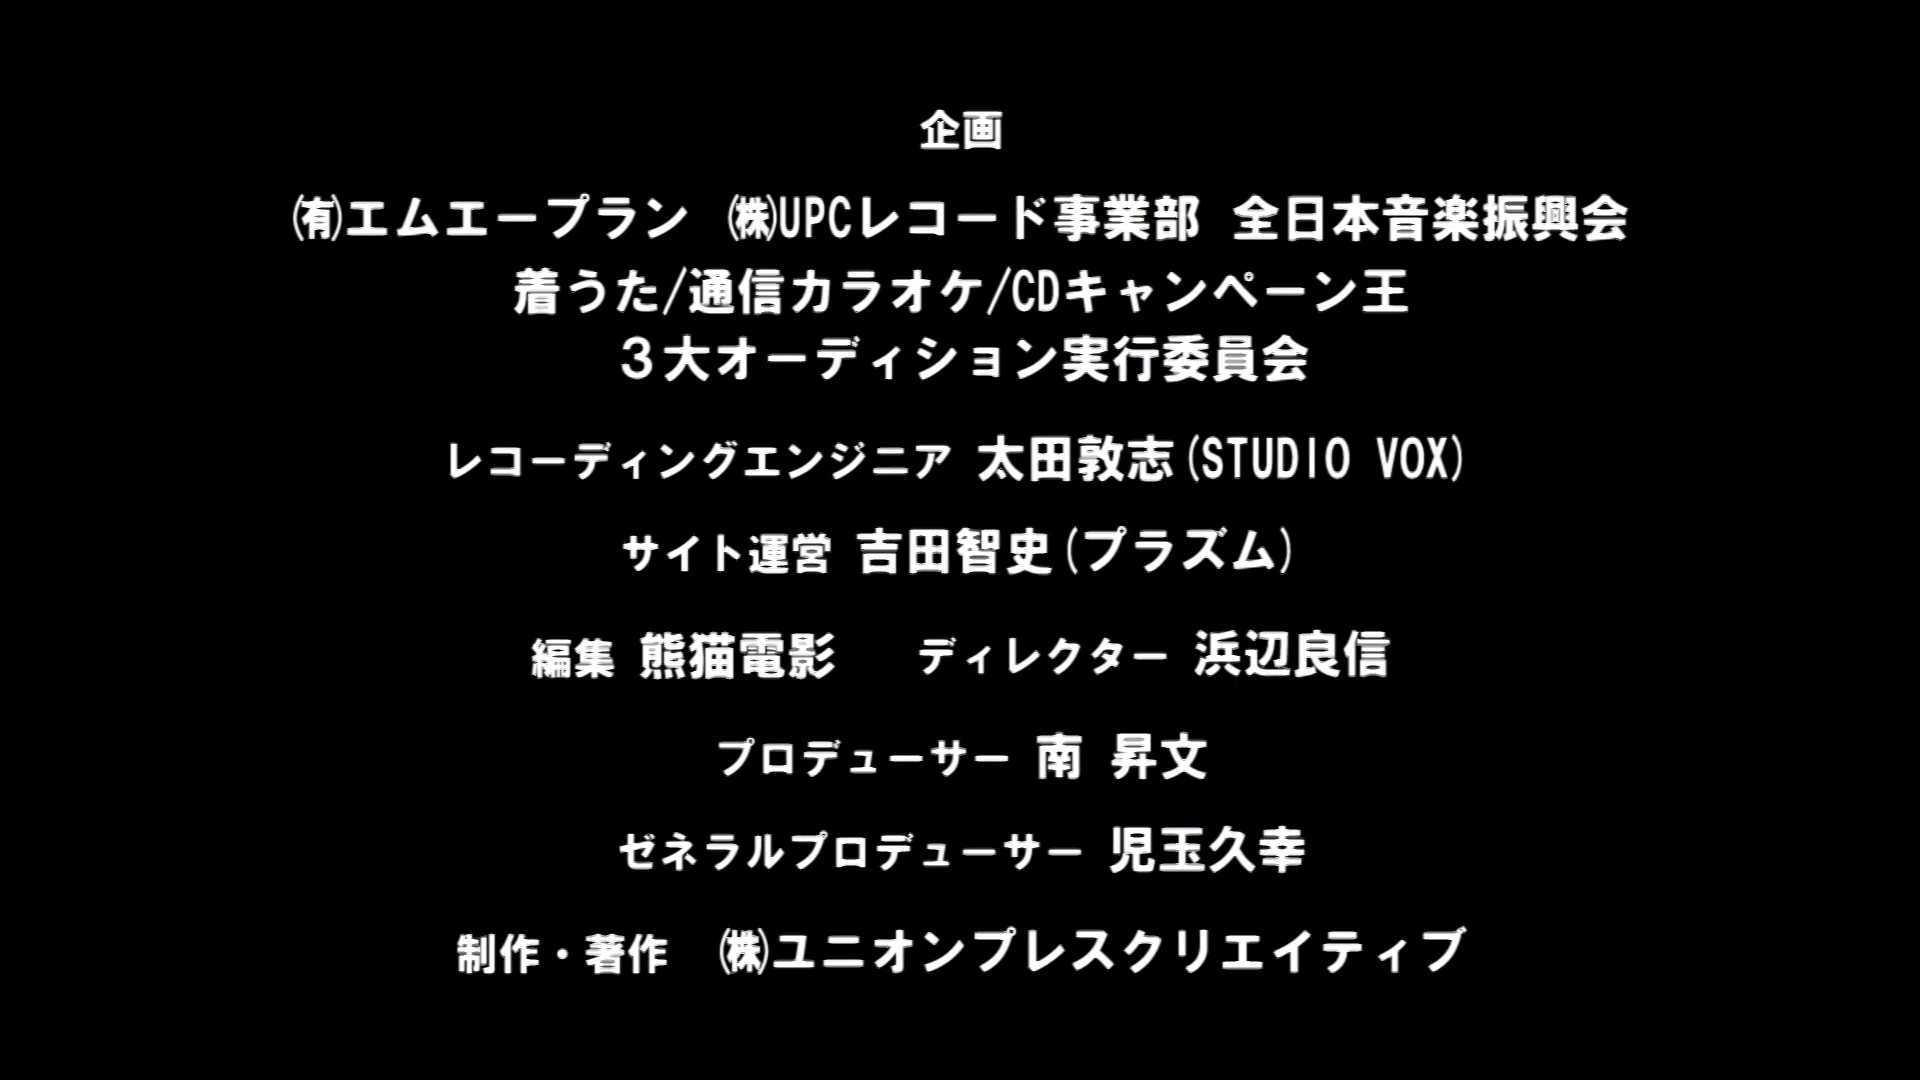 企画
㈲エムエープラン ㈱UPCレコード事業部 全日本音楽振興会
着うた/通信カラオケ/CDキャンペーン王
３大オーディション実行委員会
レコーディングエンジニア 太田敦志(STUDIO VOX)
サイト運営 吉田智史(プラズム)
編集 熊猫電影 ディレクター 浜辺良信
プロデューサー 南 昇文
ゼネラルプロデューサー 児玉久幸
制作・著作 ㈱ユニオンプレスクリエイティブ